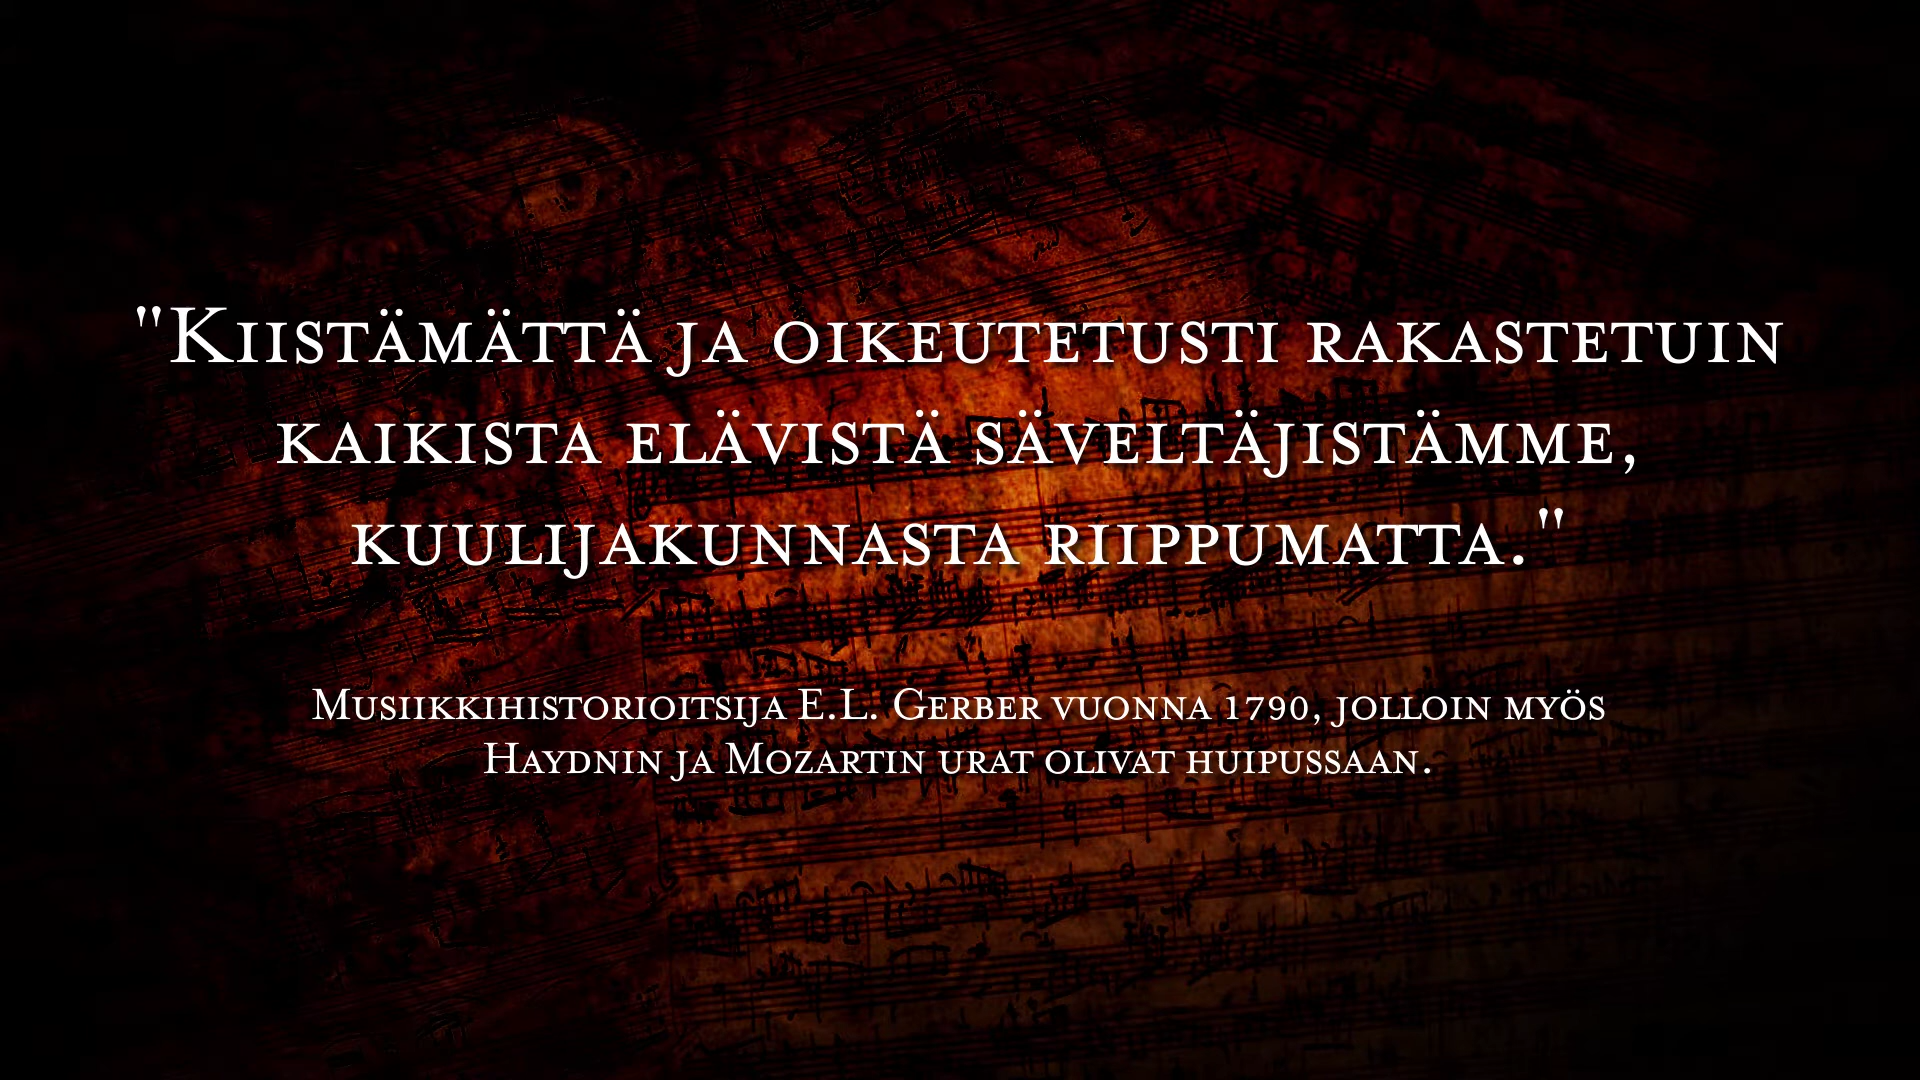 "Kiistämättä ja oikeutetusti rakastetuin
kaikista elävistä säveltäjistämme,
kuulijakunnasta riippumatta."
Musiikkihistorioitsija E.L. Gerber vuonna 1790, jolloin myös
Haydnin ja Mozartin urat olivat huipussaan.